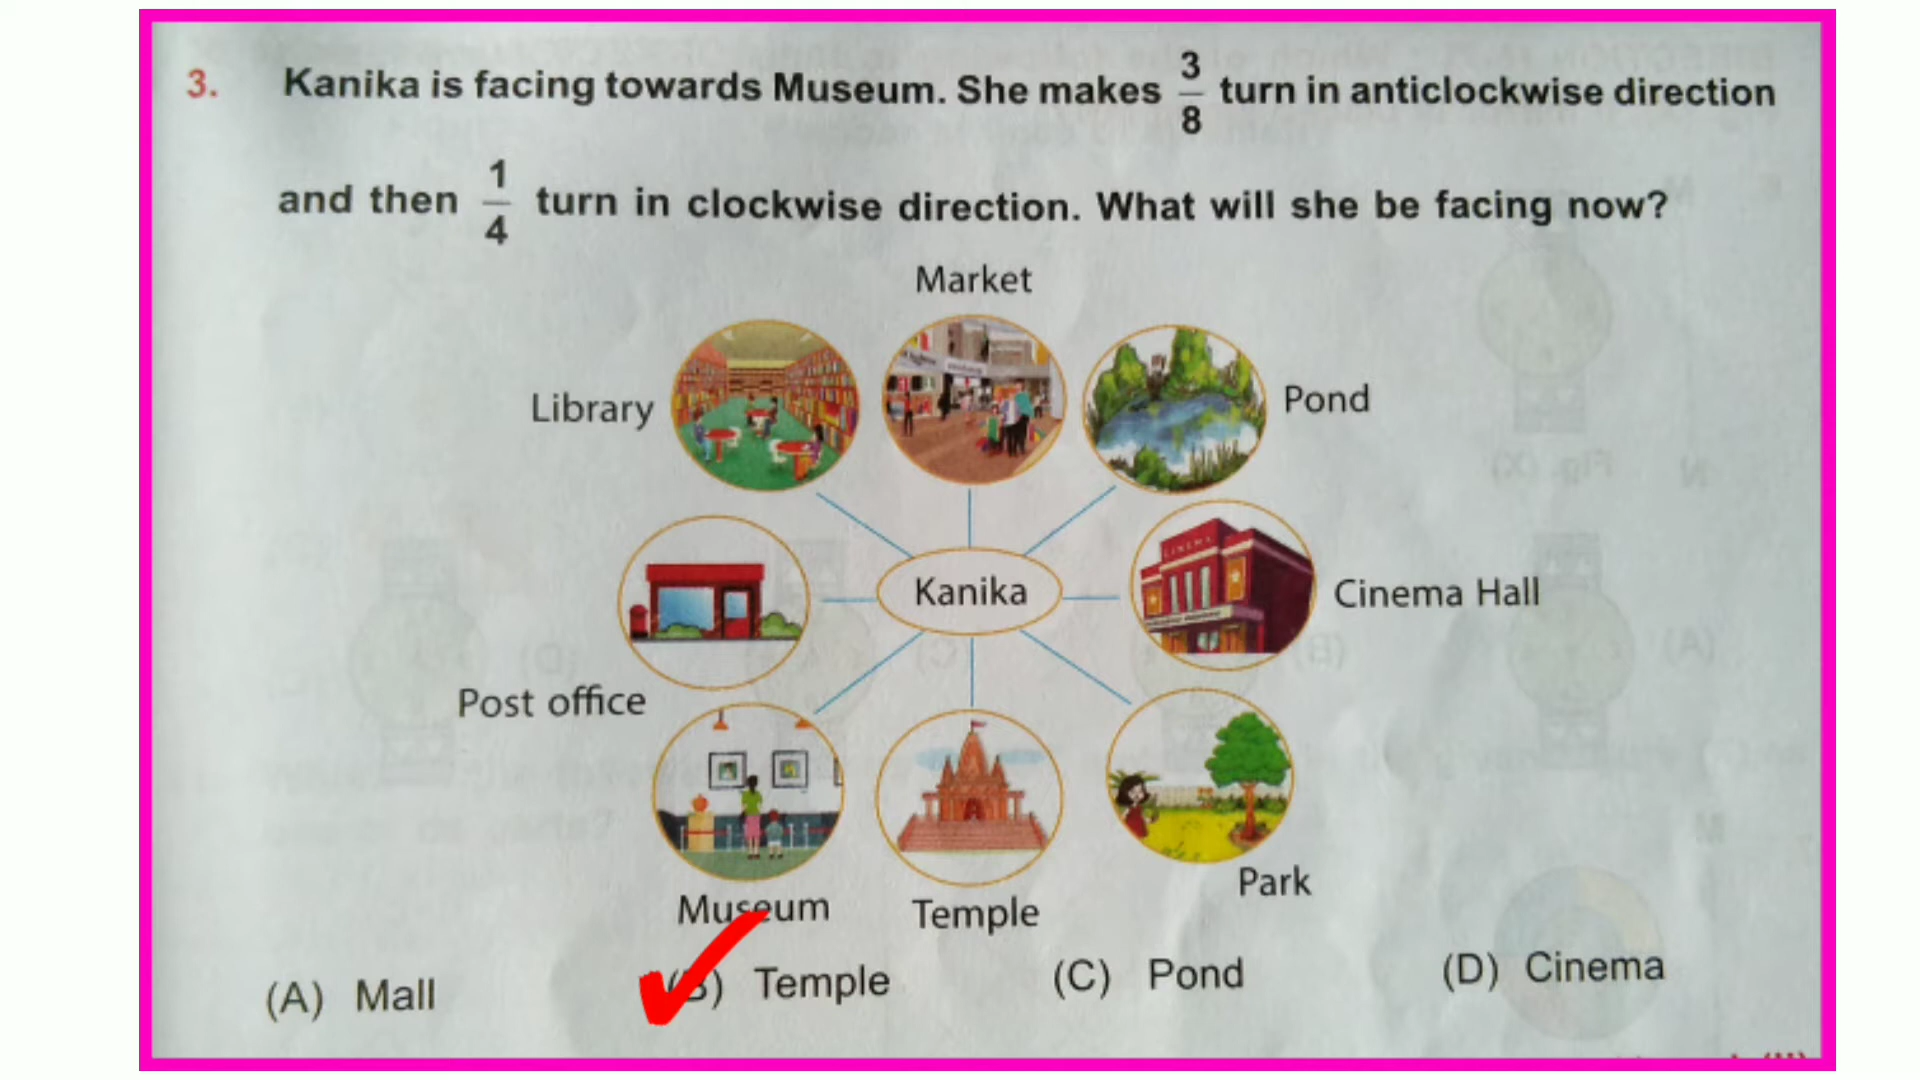 3. Kanika is facing towards Museum. She makes 3/8 turn in anticlockwise direction
and then 1/4 turn in clockwise direction. What will she be facing now?
Market
Library
Pond
CINEMA
Kanika
Cinema Hall
Post office
Museum
Temple
Park
(A) Mall (B) Temple (C) Pond (D) Cinema